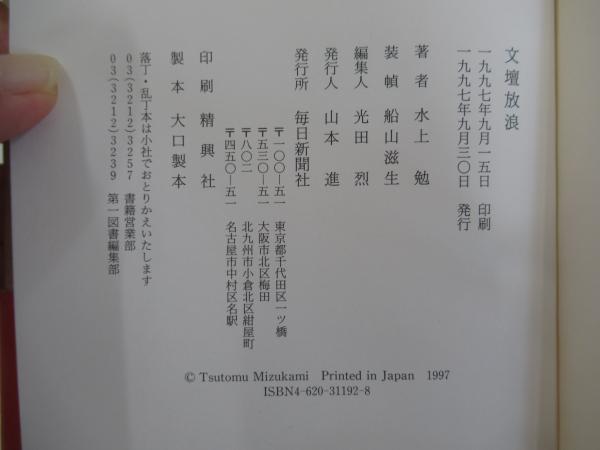 文壇放浪
一九九七年九月一五日 印刷
一九九七年九月三〇日 発行
著者 水上 勉
装幀 船山滋生
編集人 光田 烈
発行人 山本 進
発行所 毎日新聞社
〒一〇〇―五一 東京都千代田区一ツ橋
〒五三〇―五一 大阪市北区梅田
〒八〇二 北九州市小倉北区紺屋町
〒四五〇―五一 名古屋市中村区名駅
印刷 精興社
製本 大口製本
落丁・乱丁本は小社でおとりかえいたします
03(3212)3257 書籍営業部
03(3212)3239 第一図書編集部
© Tsutomu Mizukami Printed in Japan 1997
ISBN4-620-31192-8